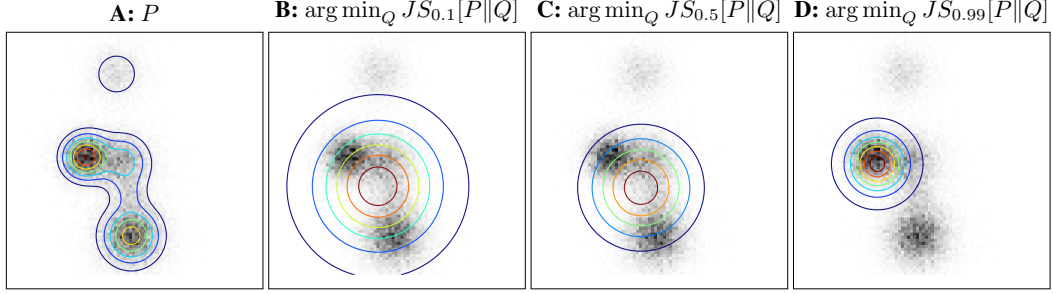 A: P
B: arg min_Q JS_{0.1}[P‖Q]
C: arg min_Q JS_{0.5}[P‖Q]
D: arg min_Q JS_{0.99}[P‖Q]